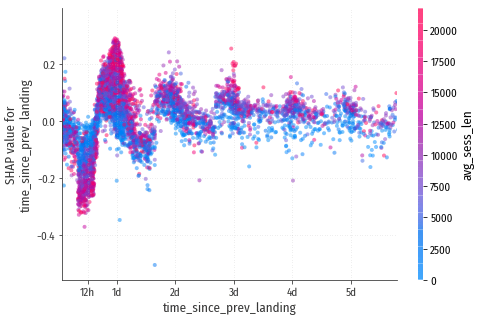 0.2
0.0
−0.2
−0.4
SHAP value for
time_since_prev_landing
12h
1d
2d
3d
4d
5d
time_since_prev_landing
20000
17500
15000
12500
10000
7500
5000
2500
0
avg_sess_len